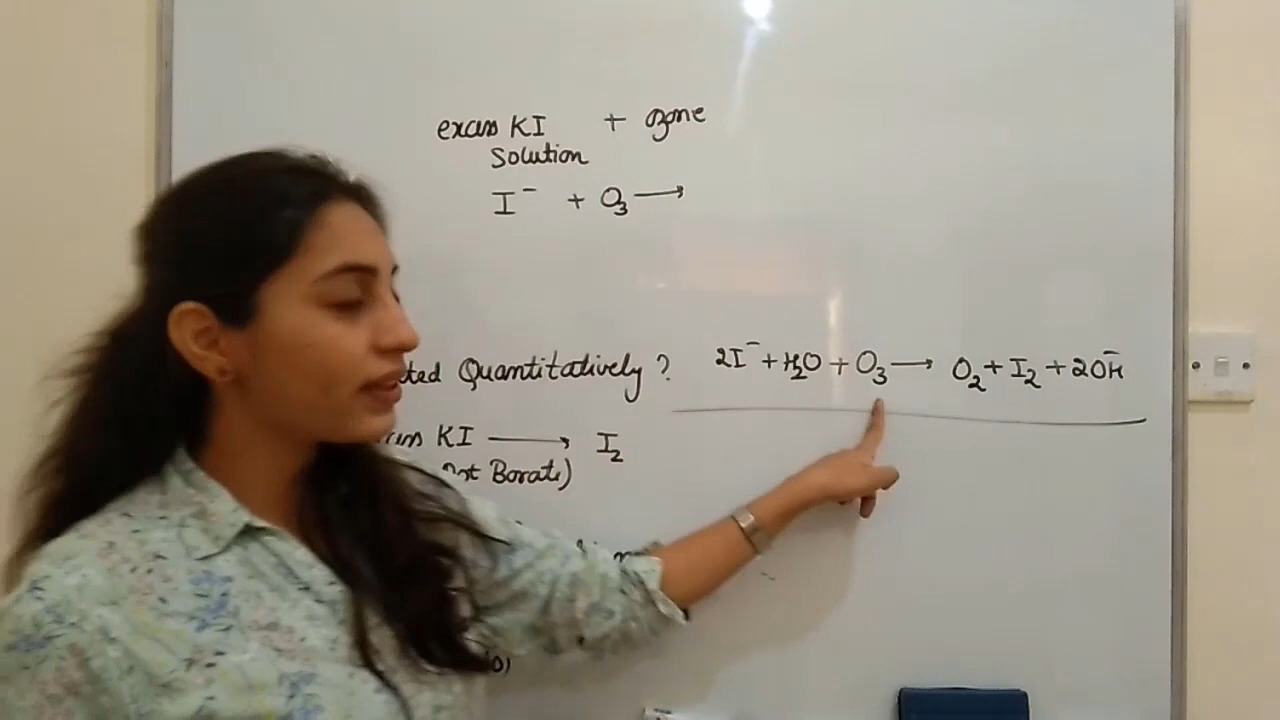 excess KI + Ozone
Solution
I⁻ + O₃ ⟶
ted Quantitatively ?
2I⁻ + H₂O + O₃ ⟶ O₂ + I₂ + 2OH⁻
KI ⟶ I₂
Borate)